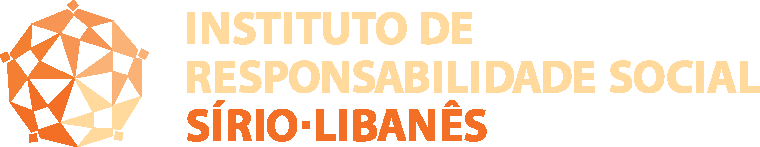 INSTITUTO DE
RESPONSABILIDADE SOCIAL
SÍRIO-LIBANÊS